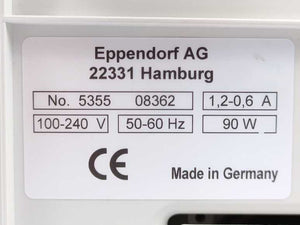 Eppendorf AG
22331 Hamburg
No. 5355 08362 1,2-0,6 A
100-240 V 50-60 Hz 90 W
CE Made in Germany